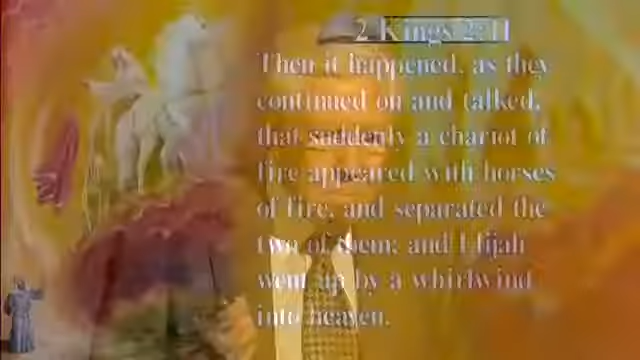 2 Kings 2:11
Then it happened, as they
continued on and talked,
that suddenly a chariot of
fire appeared with horses
of fire, and separated the
two of them; and Elijah
went up by a whirlwind
into heaven.